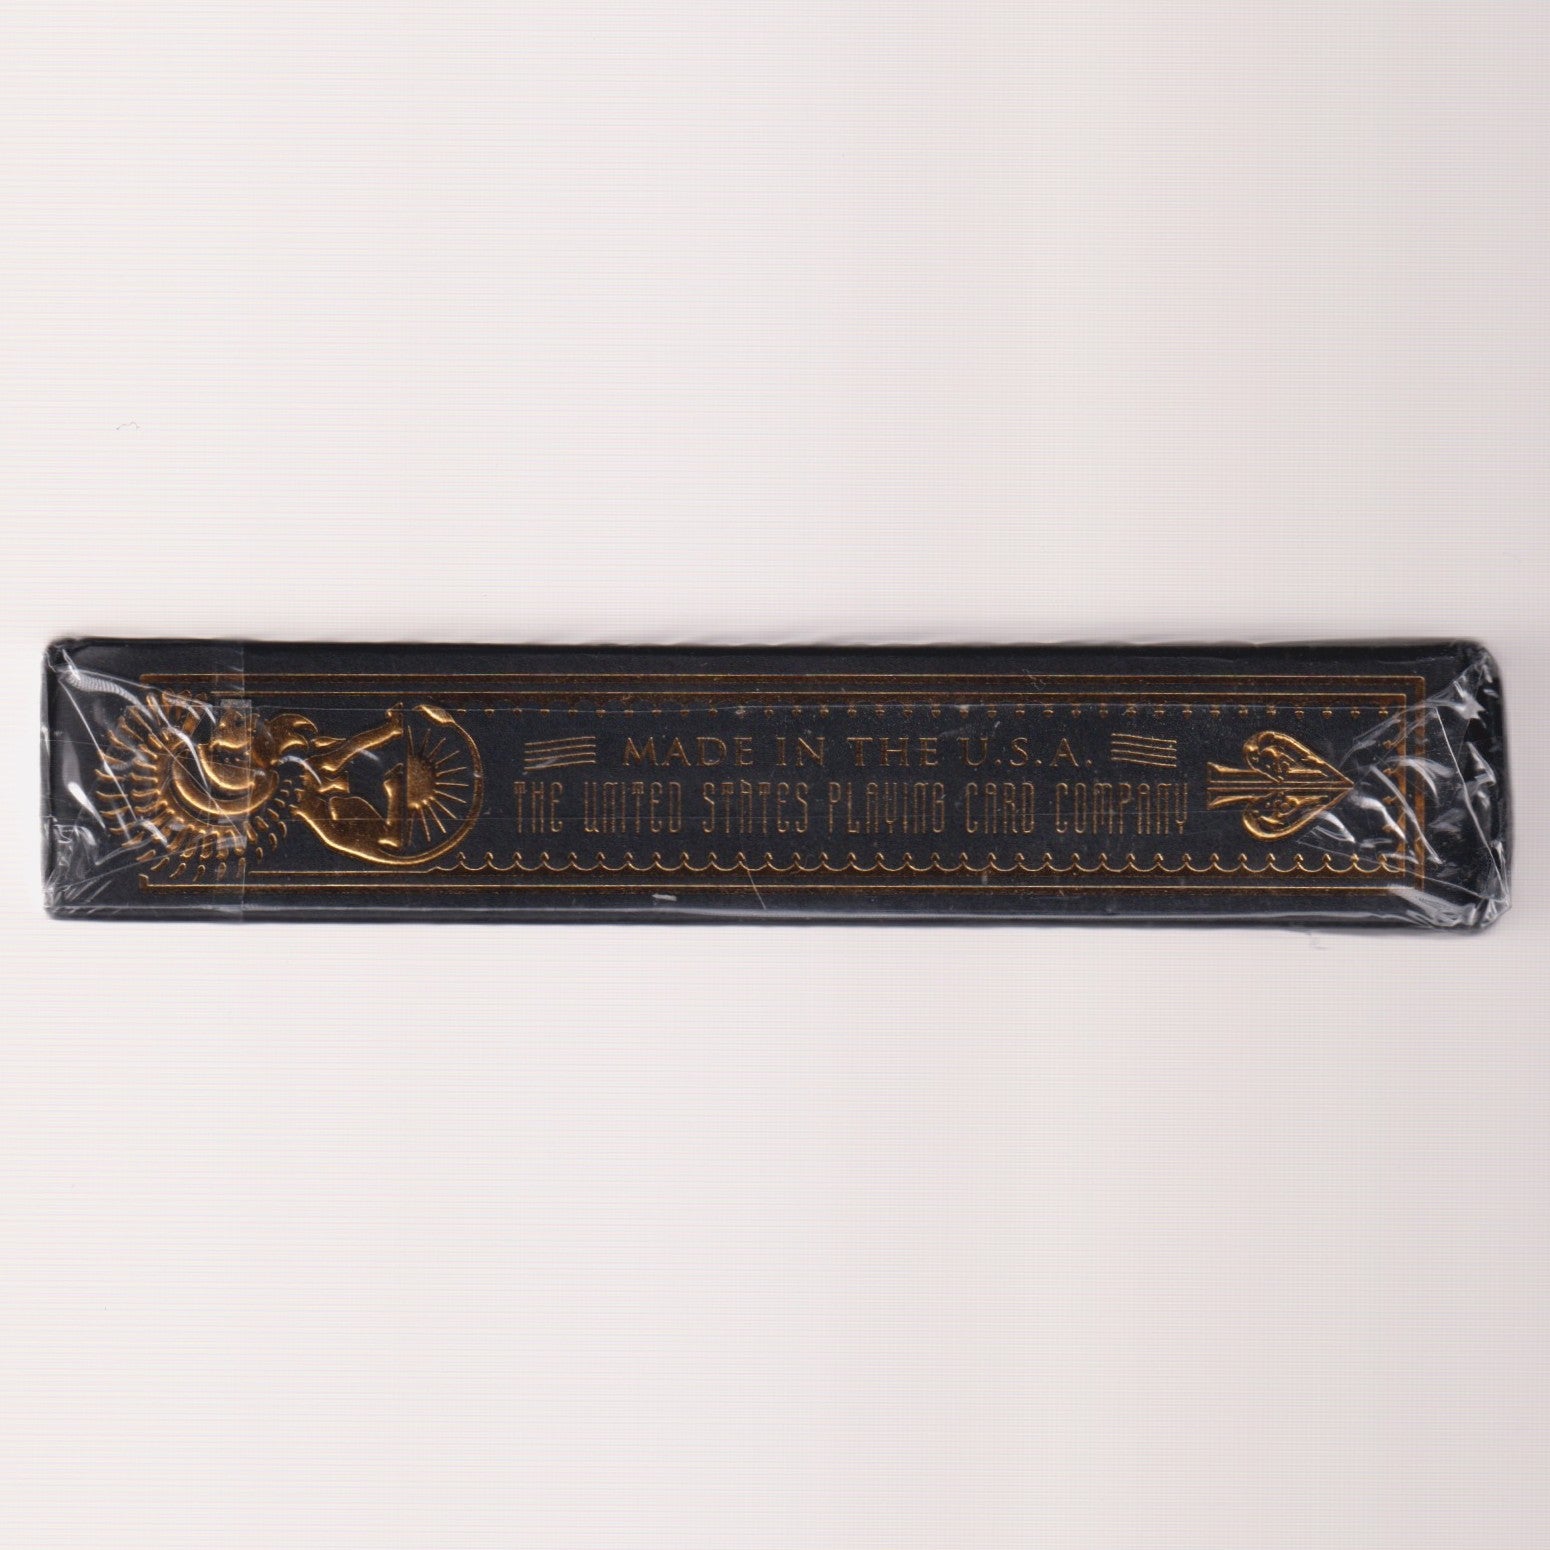 MADE IN THE U.S.A.
THE UNITED STATES PLAYING CARD COMPANY